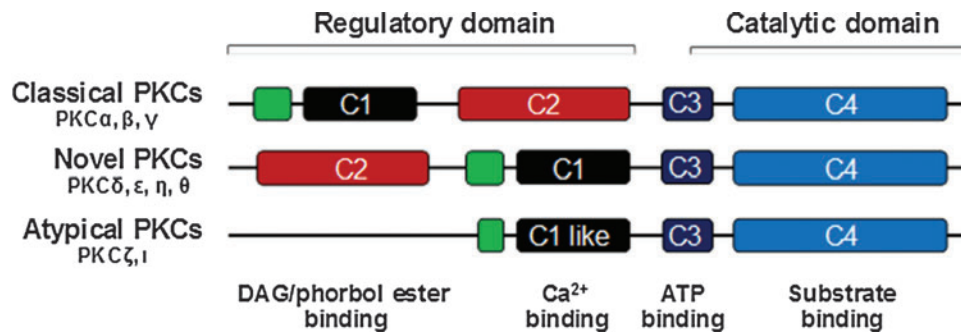 Regulatory domain Catalytic domain
Classical PKCs C1 C2 C3 C4
PKCα, β, γ
Novel PKCs C2 C1 C3 C4
PKCδ, ε, η, θ
Atypical PKCs C1 like C3 C4
PKCζ, ι
DAG/phorbol ester Ca²⁺ ATP Substrate
binding binding binding binding